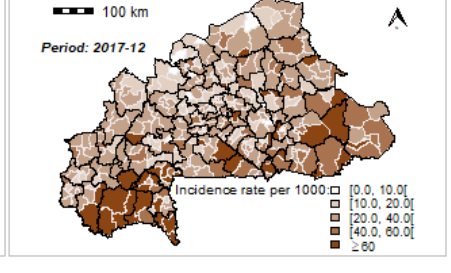 100 km
Period: 2017-12
Incidence rate per 1000:
[0.0, 10.0[
[10.0, 20.0[
[20.0, 40.0[
[40.0, 60.0[
≥60